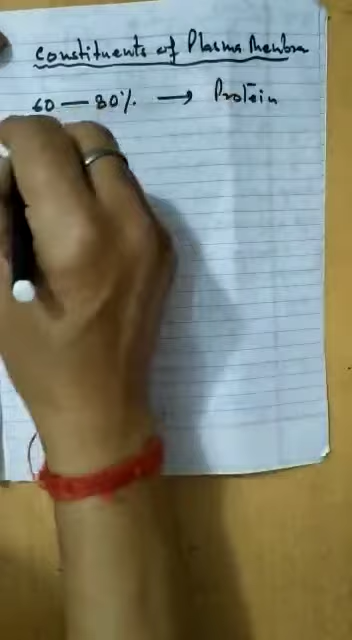 Constituents of Plasma Membra
60 — 80% → Protein